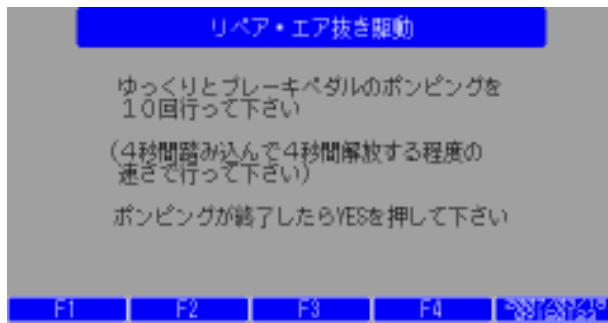 リペア・エア抜き駆動
ゆっくりとブレーキペダルのポンピングを
１０回行って下さい
（４秒間踏み込んで４秒間解放する程度の
速さで行って下さい）
ポンピングが終了したらYESを押して下さい
F1 F2 F3 F4